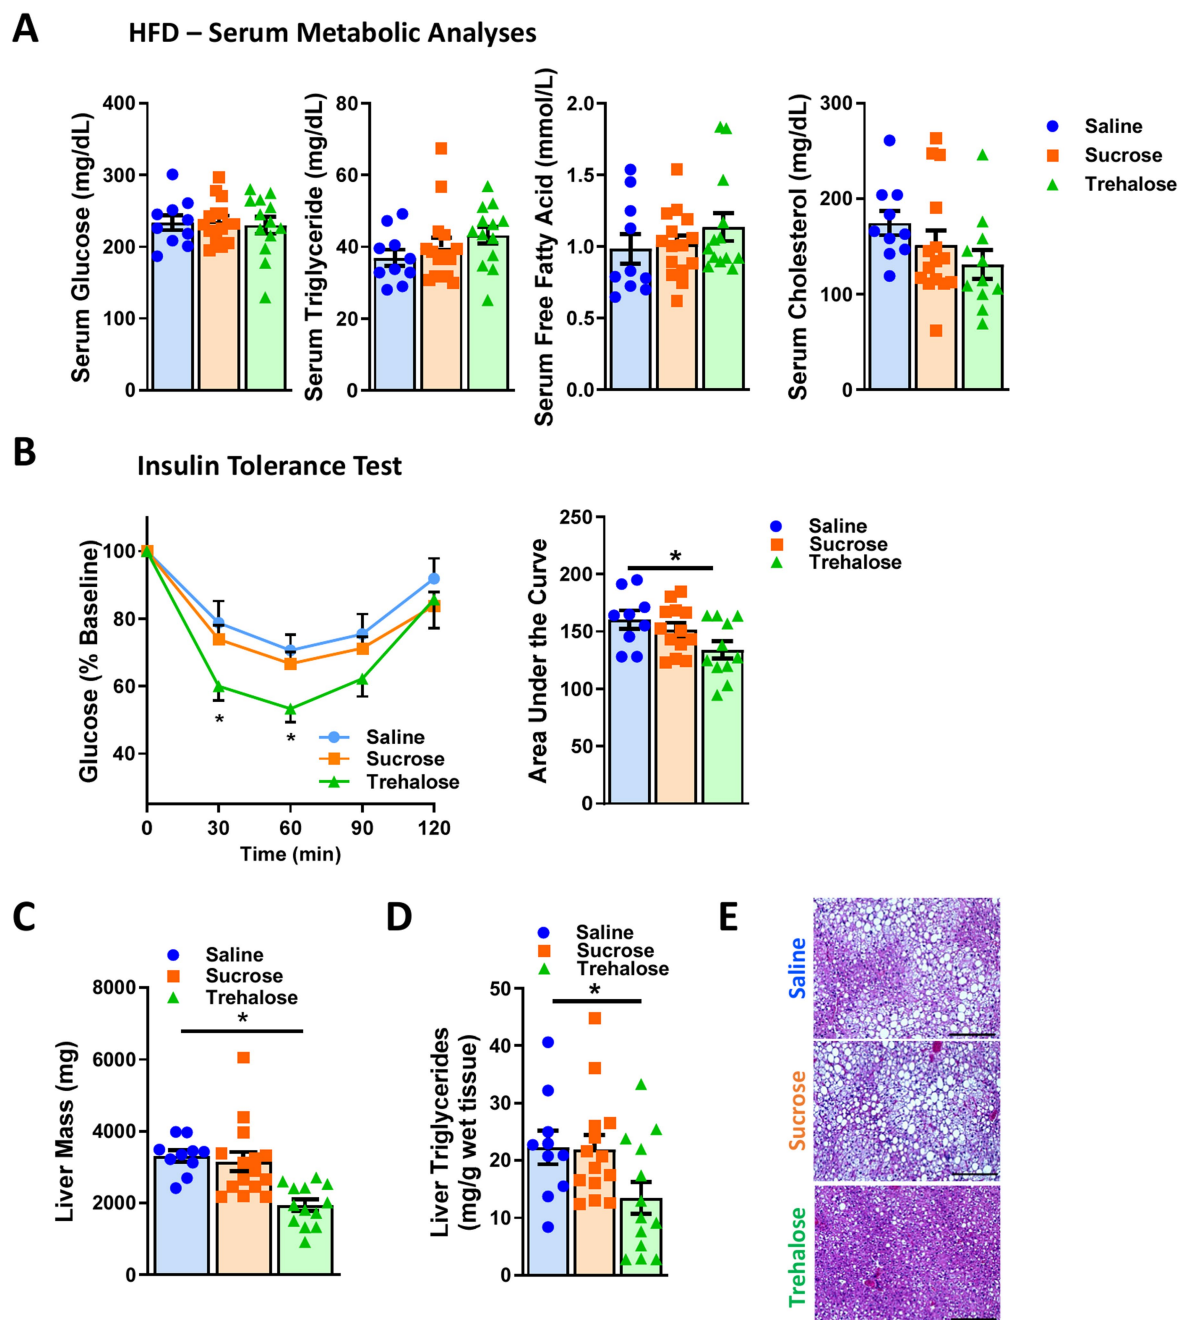 A
HFD – Serum Metabolic Analyses
Serum Glucose (mg/dL)
400
300
200
100
0
Serum Triglyceride (mg/dL)
80
60
40
20
0
Serum Free Fatty Acid (mmol/L)
2.0
1.5
1.0
0.5
0.0
Serum Cholesterol (mg/dL)
300
200
100
0
Saline
Sucrose
Trehalose
B
Insulin Tolerance Test
Glucose (% Baseline)
100
80
60
40
*
*
Saline
Sucrose
Trehalose
0 30 60 90 120
Time (min)
Area Under the Curve
250
200
150
100
50
0
*
Saline
Sucrose
Trehalose
C
Saline
Sucrose
Trehalose
Liver Mass (mg)
8000
6000
4000
2000
0
*
D
Saline
Sucrose
Trehalose
Liver Triglycerides
(mg/g wet tissue)
50
40
30
20
10
0
*
E
Saline
Sucrose
Trehalose